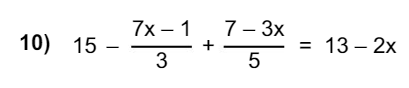 10) 15 – (7x – 1)/3 + (7 – 3x)/5 = 13 – 2x